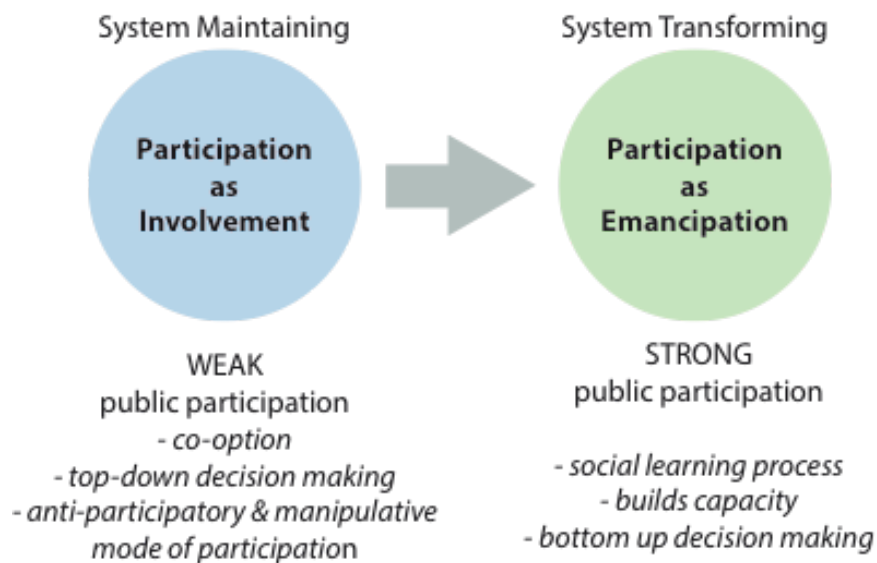 System Maintaining
Participation
as
Involvement
WEAK
public participation
- co-option
- top-down decision making
- anti-participatory & manipulative
mode of participation
System Transforming
Participation
as
Emancipation
STRONG
public participation
- social learning process
- builds capacity
- bottom up decision making